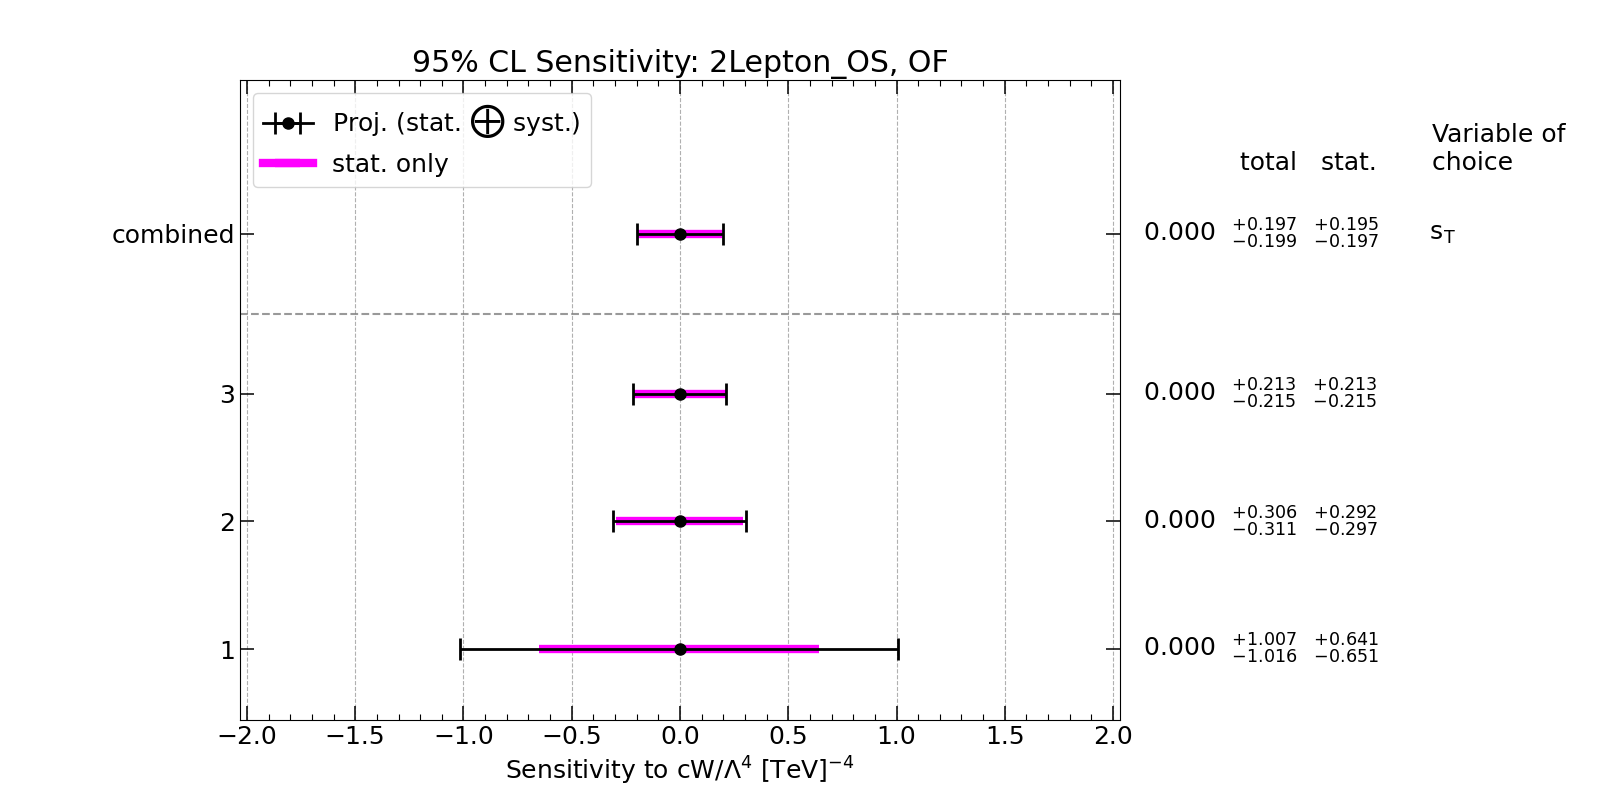 95% CL Sensitivity: 2Lepton_OS, OF
Proj. (stat. ⊕ syst.)
stat. only
Variable of
choice
total stat.
combined 0.000 +0.197 −0.199 +0.195 −0.197 s_T
3 0.000 +0.213 −0.215 +0.213 −0.215
2 0.000 +0.306 −0.311 +0.292 −0.297
1 0.000 +1.007 −1.016 +0.641 −0.651
−2.0 −1.5 −1.0 −0.5 0.0 0.5 1.0 1.5 2.0
Sensitivity to cW/Λ⁴ [TeV]⁻⁴